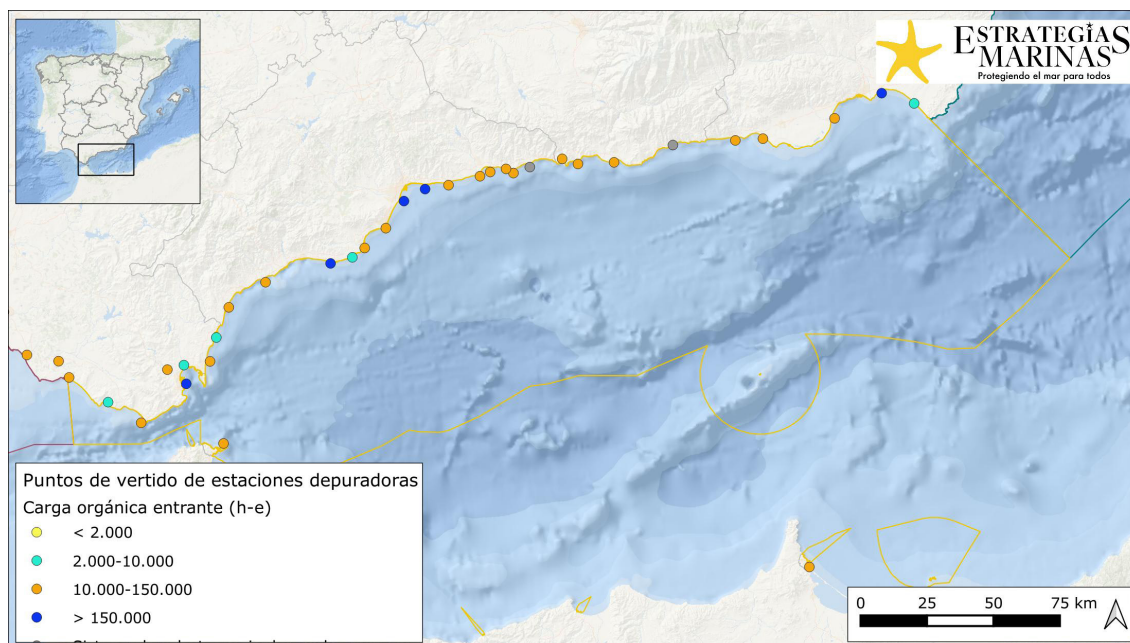 ESTRATEGIAS
MARINAS
Protegiendo el mar para todos
Puntos de vertido de estaciones depuradoras
Carga orgánica entrante (h-e)
< 2.000
2.000-10.000
10.000-150.000
> 150.000
0 25 50 75 km